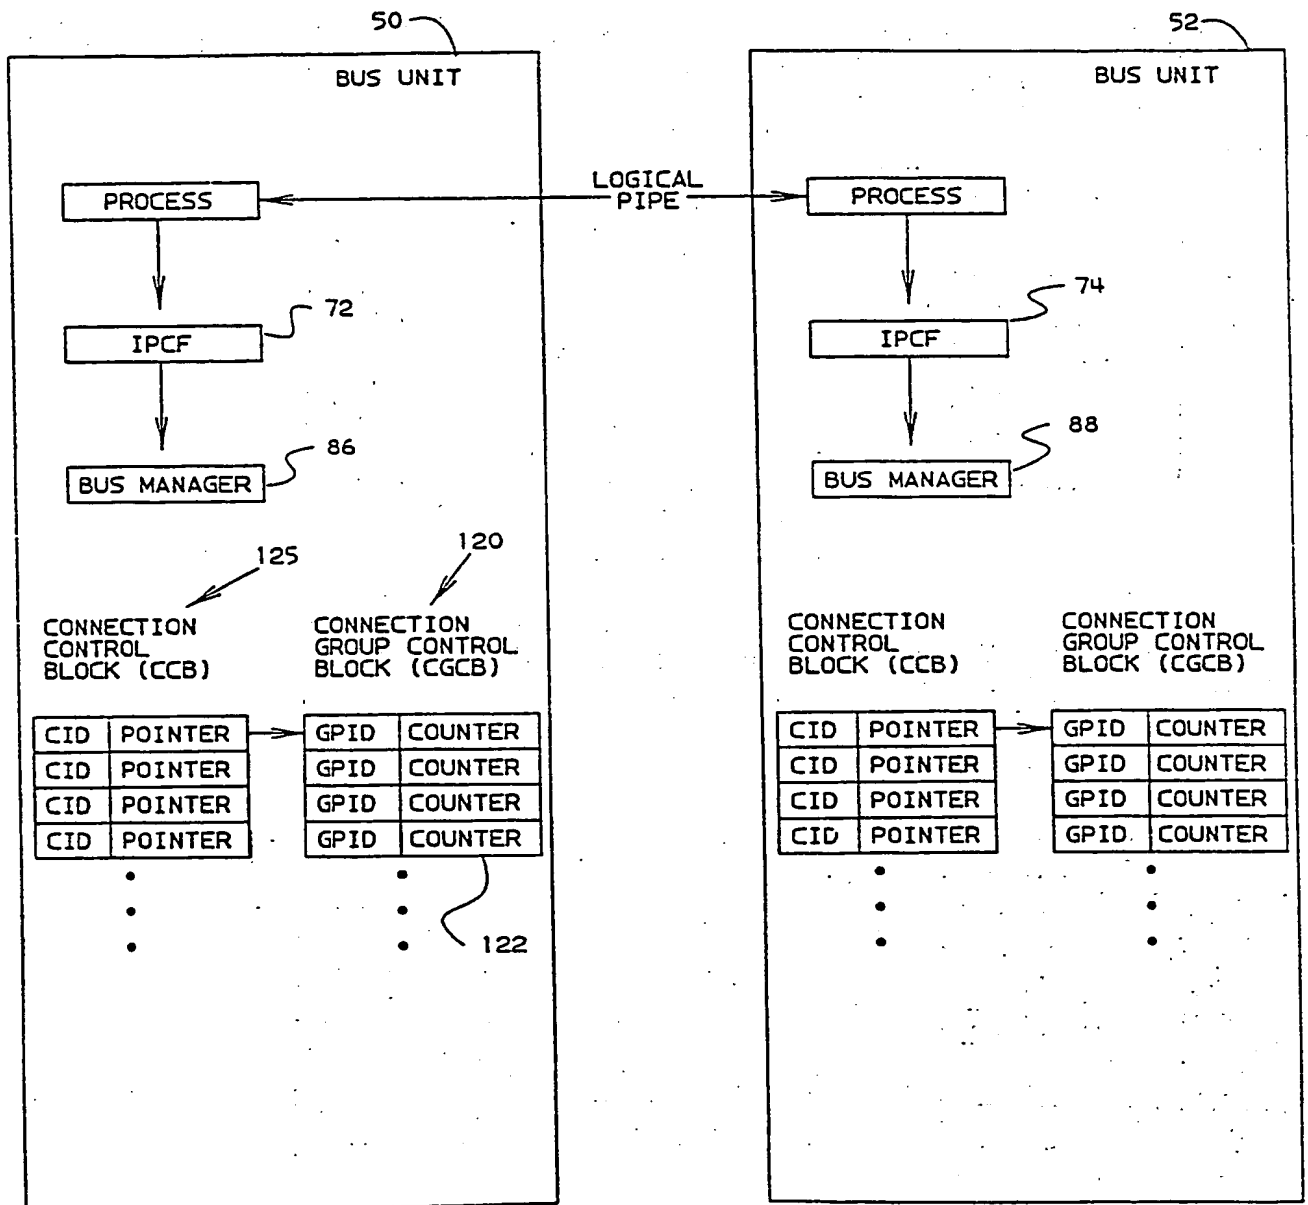 50
BUS UNIT
PROCESS
72
IPCF
86
BUS MANAGER
125
120
CONNECTION
CONTROL
BLOCK (CCB)
CONNECTION
GROUP CONTROL
BLOCK (CGCB)
CID POINTER GPID COUNTER
CID POINTER GPID COUNTER
CID POINTER GPID COUNTER
CID POINTER GPID COUNTER
122
LOGICAL
PIPE
52
BUS UNIT
PROCESS
74
IPCF
88
BUS MANAGER
CONNECTION
CONTROL
BLOCK (CCB)
CONNECTION
GROUP CONTROL
BLOCK (CGCB)
CID POINTER GPID COUNTER
CID POINTER GPID COUNTER
CID POINTER GPID COUNTER
CID POINTER GPID COUNTER